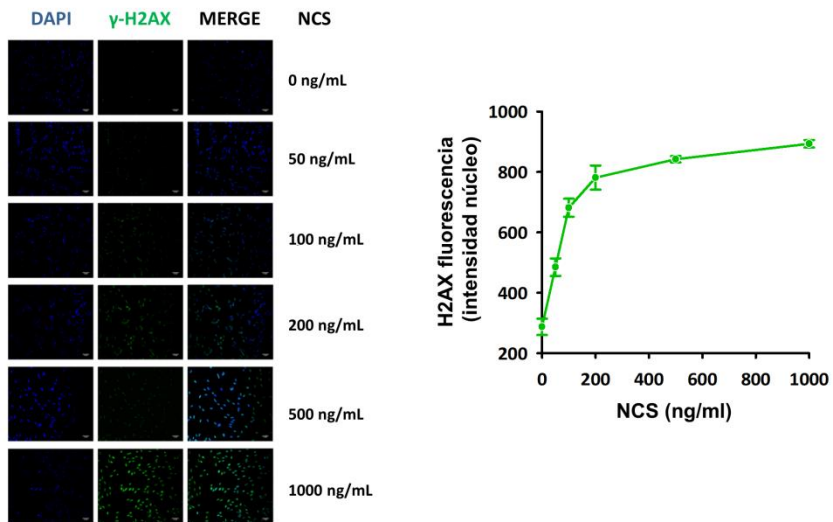 DAPI γ-H2AX MERGE NCS
0 ng/mL
50 ng/mL
100 ng/mL
200 ng/mL
500 ng/mL
1000 ng/mL
H2AX fluorescencia
(intensidad núcleo)
1000
800
600
400
200
0 200 400 600 800 1000
NCS (ng/ml)